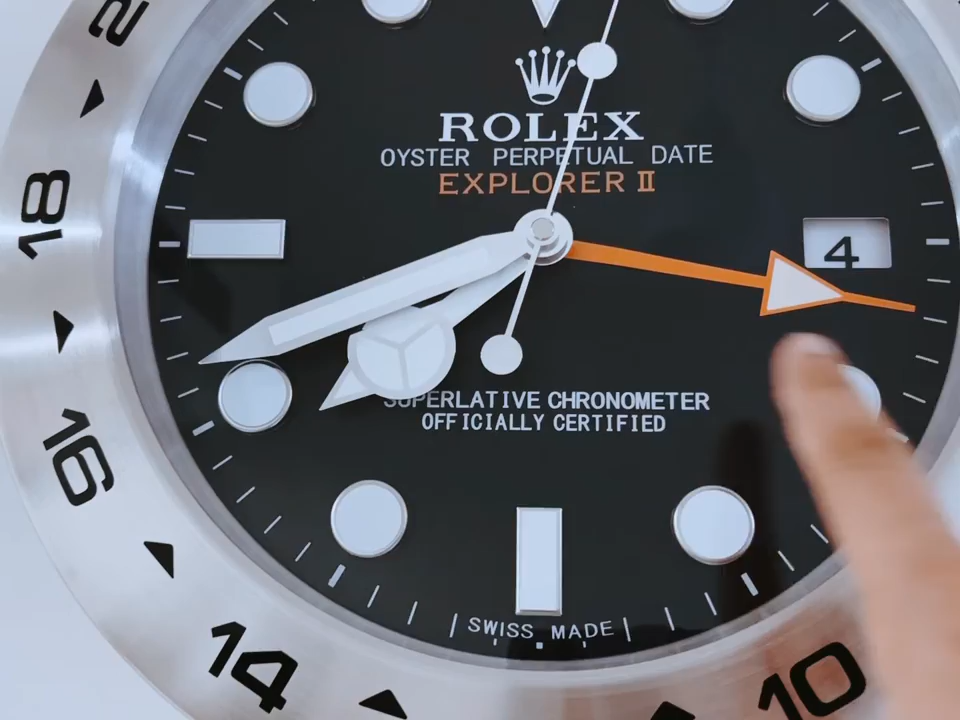 ROLEX
OYSTER PERPETUAL DATE
EXPLORER II
4
SUPERLATIVE CHRONOMETER
OFFICIALLY CERTIFIED
SWISS MADE
18
16
14
10